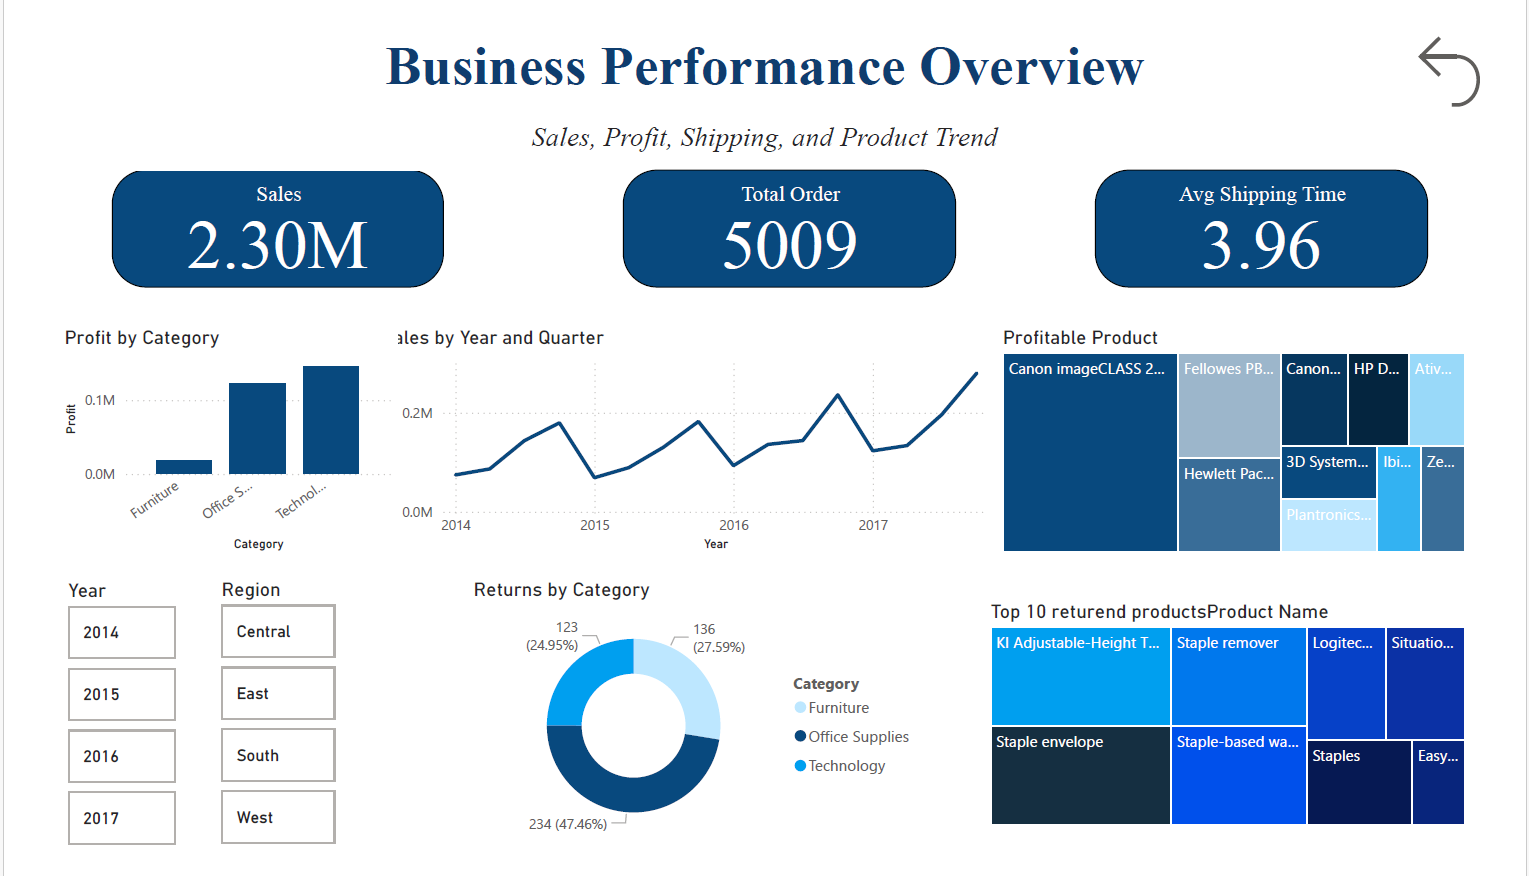 Business Performance Overview
Sales, Profit, Shipping, and Product Trend
Sales
2.30M
Total Order
5009
Avg Shipping Time
3.96
Profit by Category
Profit
0.1M
0.0M
Furniture
Office S...
Technol...
Category
ales by Year and Quarter
0.2M
0.0M
2014
2015
2016
2017
Year
Profitable Product
Canon imageCLASS 2...
Fellowes PB...
Hewlett Pac...
Canon...
HP D...
Ativ...
3D System...
Plantronics...
Ibi...
Ze...
Year
2014
2015
2016
2017
Region
Central
East
South
West
Returns by Category
123
(24.95%)
136
(27.59%)
234 (47.46%)
Category
Furniture
Office Supplies
Technology
Top 10 returend productsProduct Name
KI Adjustable-Height T...
Staple envelope
Staple remover
Staple-based wa...
Logitec...
Situatio...
Staples
Easy...